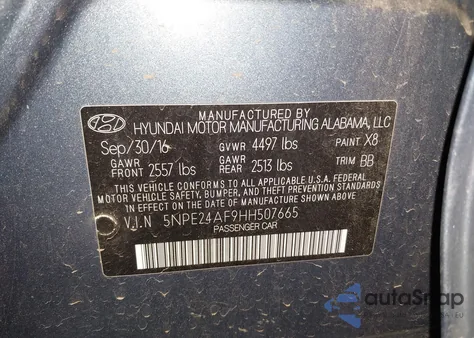 MANUFACTURED BY
HYUNDAI MOTOR MANUFACTURING ALABAMA, LLC
Sep/30/16 GVWR 4497 lbs PAINT X8
GAWR FRONT 2557 lbs GAWR REAR 2513 lbs TRIM BB
THIS VEHICLE CONFORMS TO ALL APPLICABLE U.S.A. FEDERAL
MOTOR VEHICLE SAFETY, BUMPER, AND THEFT PREVENTION STANDARDS
IN EFFECT ON THE DATE OF MANUFACTURE SHOWN ABOVE.
V.I.N 5NPE24AF9HH507665
PASSENGER CAR
autoSnap